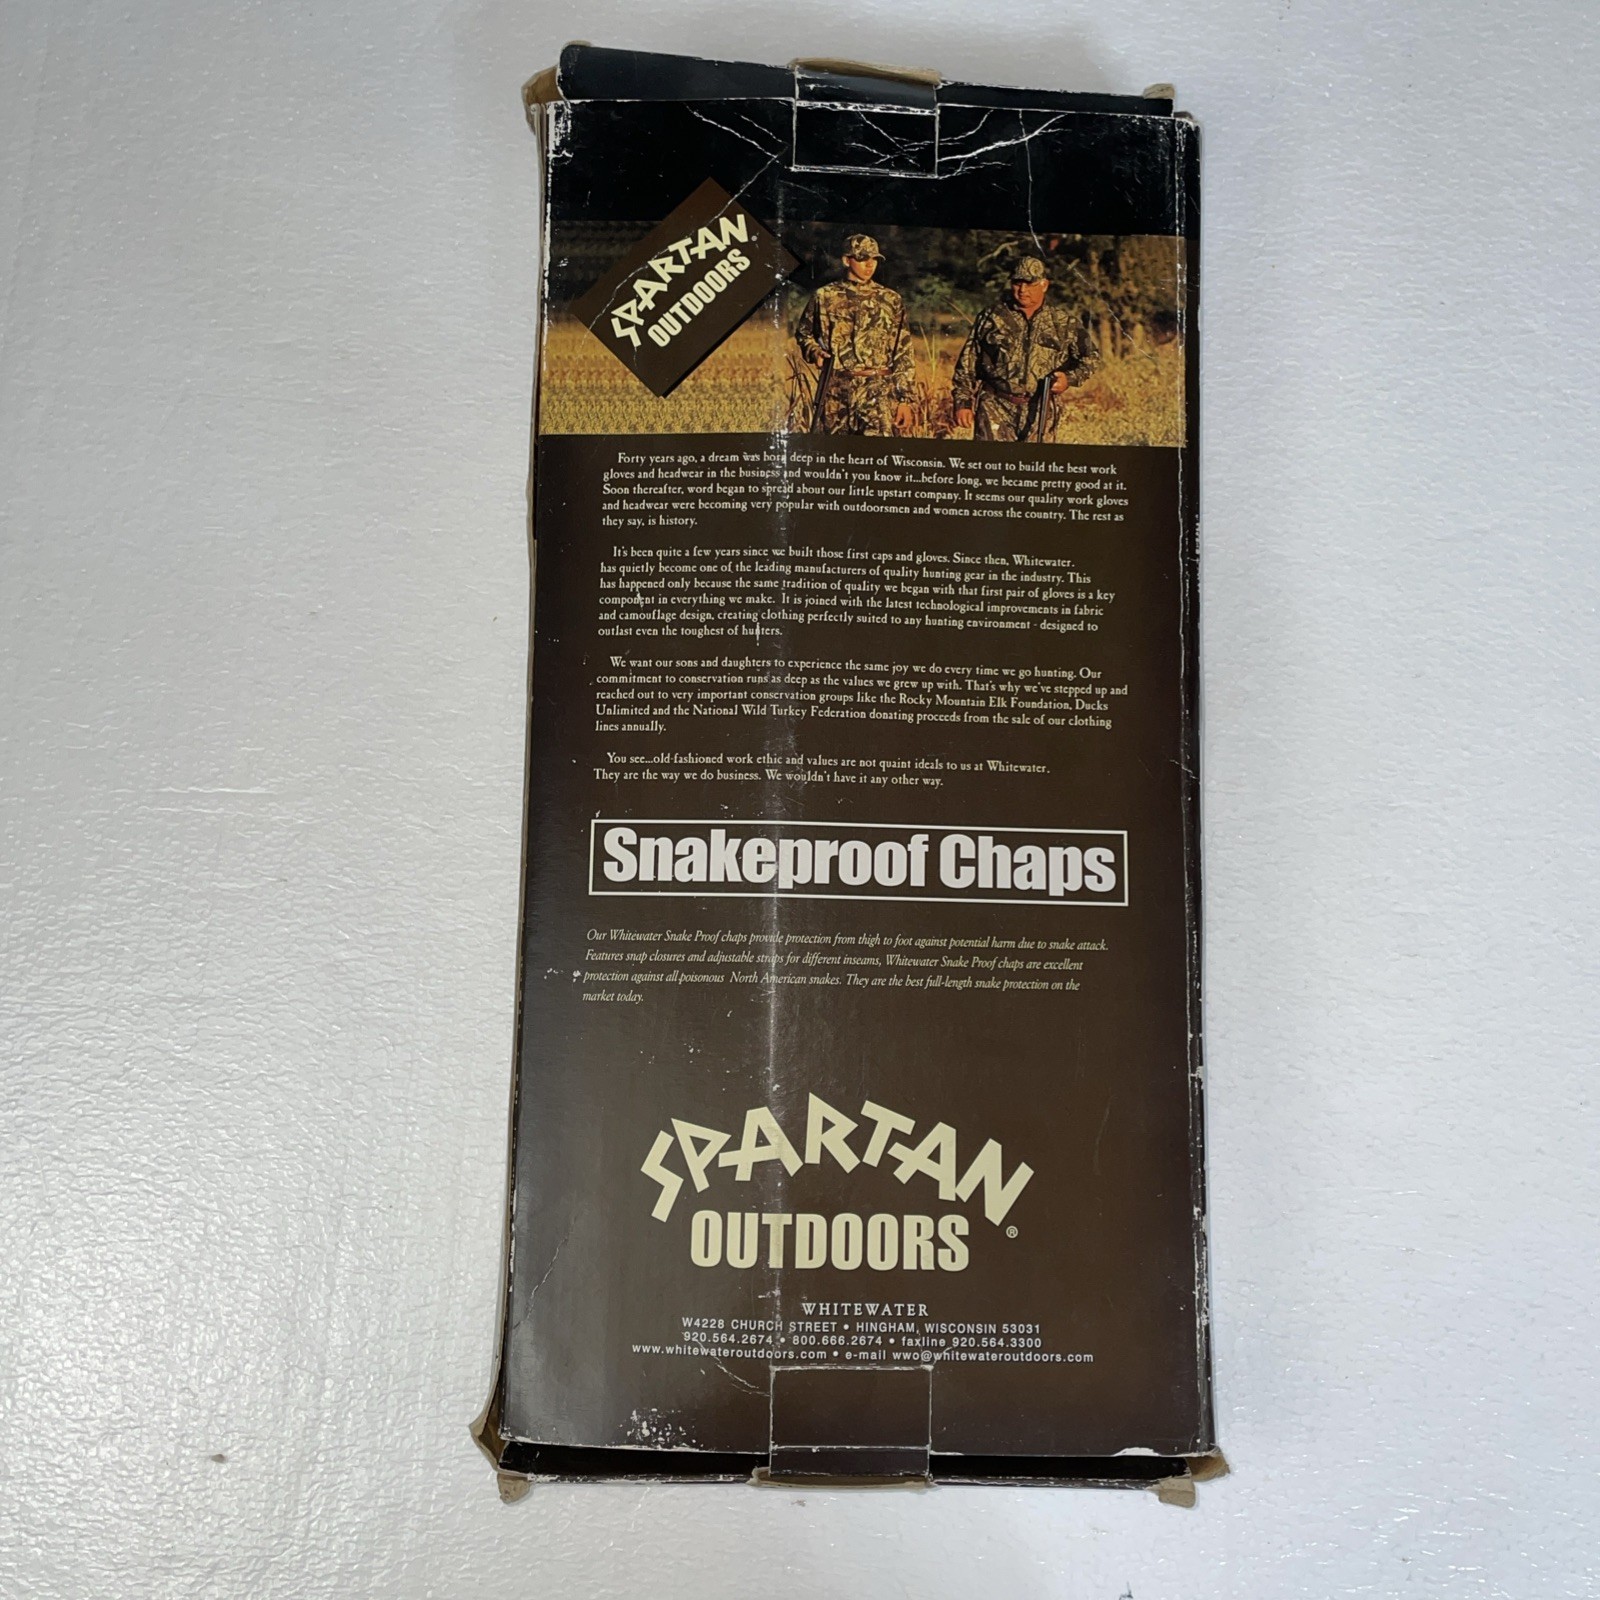 SPARTAN
OUTDOORS
Forty years ago, a dream was born deep in the heart of Wisconsin. We set out to build the best work
gloves and headwear in the business and wouldn't you know it...before long, we became pretty good at it.
Soon thereafter, word began to spread about our little upstart company. It seems our quality work gloves
and headwear were becoming very popular with outdoorsmen and women across the country. The rest as
they say, is history.
It's been quite a few years since we built those first caps and gloves. Since then, Whitewater.
has quietly become one of the leading manufacturers of quality hunting gear in the industry. This
has happened only because the same tradition of quality we began with that first pair of gloves is a key
component in everything we make. It is joined with the latest technological improvements in fabric
and camouflage design, creating clothing perfectly suited to any hunting environment - designed to
outlast even the toughest of hunters.
We want our sons and daughters to experience the same joy we do every time we go hunting. Our
commitment to conservation runs as deep as the values we grew up with. That's why we've stepped up and
reached out to very important conservation groups like the Rocky Mountain Elk Foundation, Ducks
Unlimited and the National Wild Turkey Federation donating proceeds from the sale of our clothing
lines annually.
You see...old-fashioned work ethic and values are not quaint ideals to us at Whitewater.
They are the way we do business. We wouldn't have it any other way.
Snakeproof Chaps
Our Whitewater Snake Proof chaps provide protection from thigh to foot against potential harm due to snake attack.
Features snap closures and adjustable straps for different inseams, Whitewater Snake Proof chaps are excellent
protection against all poisonous North American snakes. They are the best full-length snake protection on the
market today.
SPARTAN
OUTDOORS®
WHITEWATER
W4228 CHURCH STREET • HINGHAM, WISCONSIN 53031
920.564.2674 • 800.666.2674 • faxline 920.564.3300
www.whitewateroutdoors.com • e-mail wwo@whitewateroutdoors.com